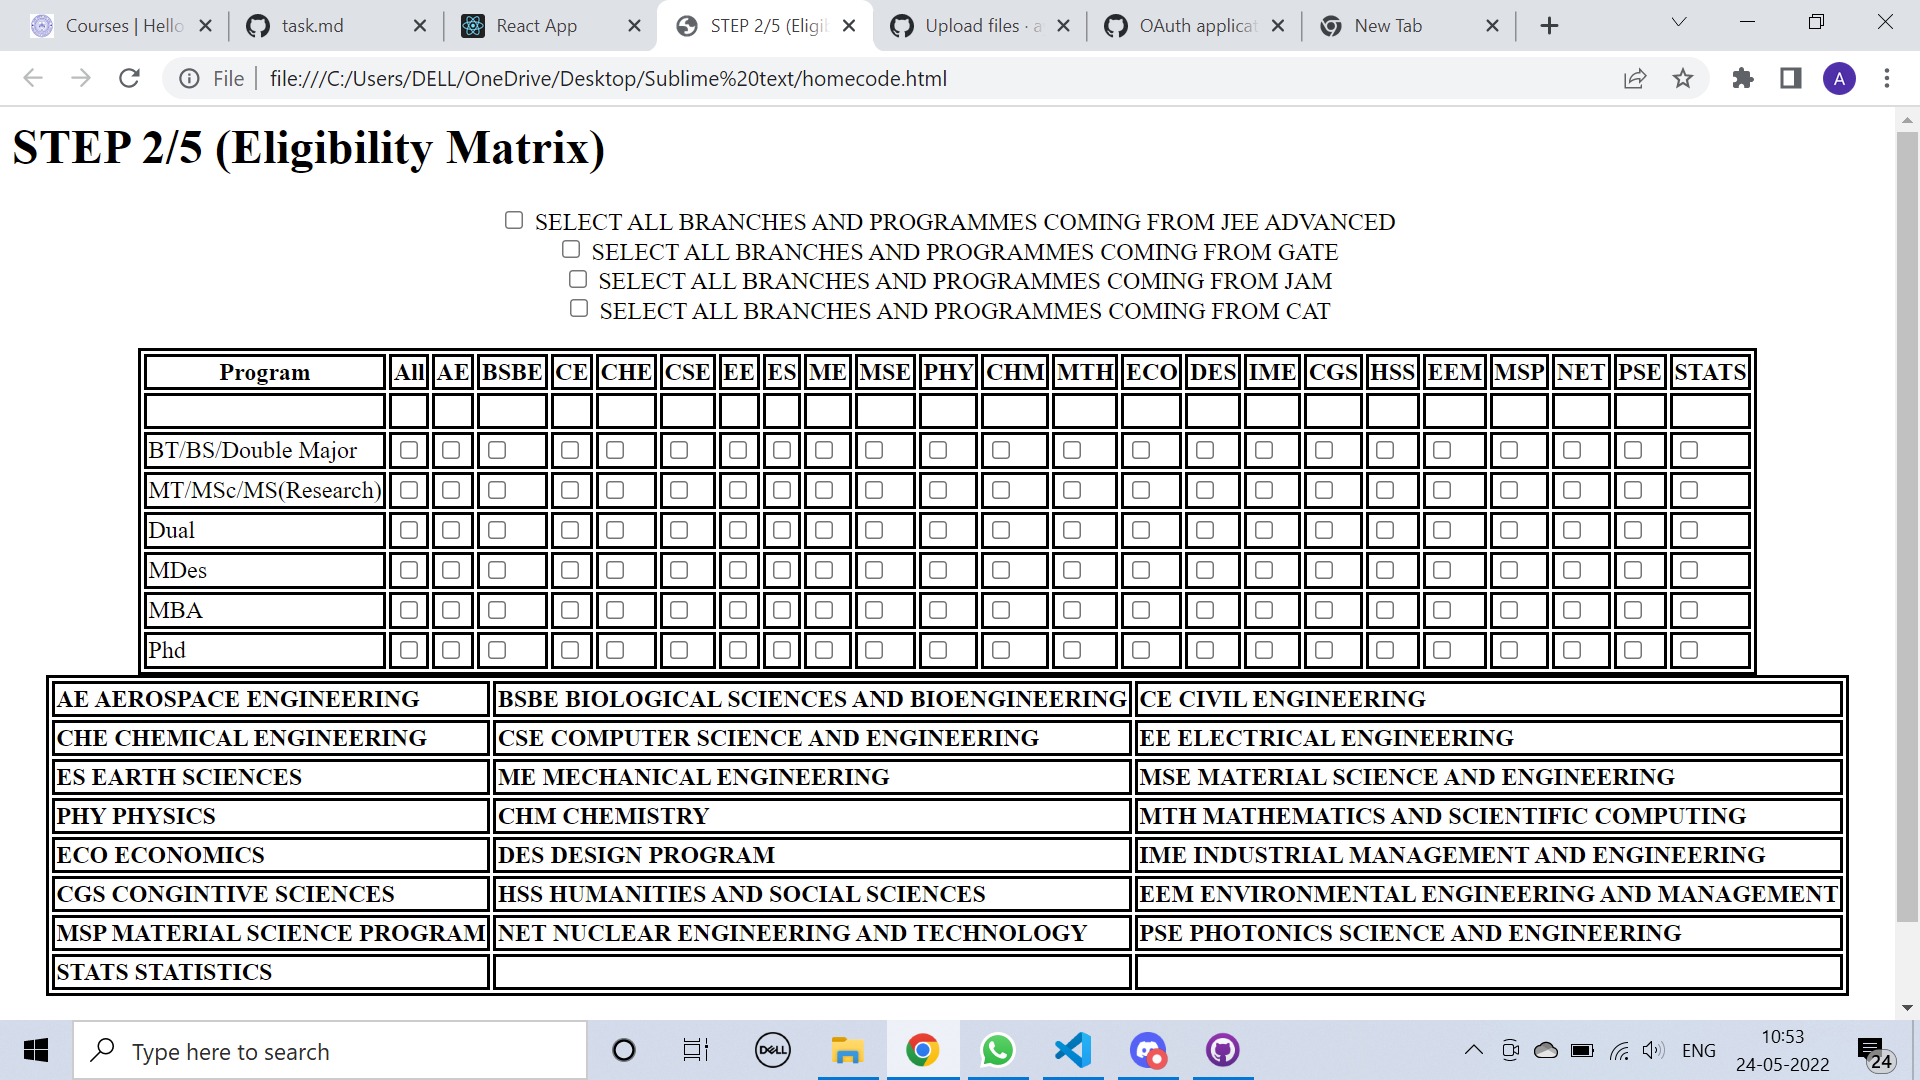 Courses | Hello
task.md
React App
STEP 2/5 (Eligib
Upload files · a
OAuth applicat
New Tab
File
file:///C:/Users/DELL/OneDrive/Desktop/Sublime%20text/homecode.html
A
STEP 2/5 (Eligibility Matrix)
SELECT ALL BRANCHES AND PROGRAMMES COMING FROM JEE ADVANCED
SELECT ALL BRANCHES AND PROGRAMMES COMING FROM GATE
SELECT ALL BRANCHES AND PROGRAMMES COMING FROM JAM
SELECT ALL BRANCHES AND PROGRAMMES COMING FROM CAT
Program All AE BSBE CE CHE CSE EE ES ME MSE PHY CHM MTH ECO DES IME CGS HSS EEM MSP NET PSE STATS
BT/BS/Double Major
MT/MSc/MS(Research)
Dual
MDes
MBA
Phd
AE AEROSPACE ENGINEERING BSBE BIOLOGICAL SCIENCES AND BIOENGINEERING CE CIVIL ENGINEERING
CHE CHEMICAL ENGINEERING CSE COMPUTER SCIENCE AND ENGINEERING EE ELECTRICAL ENGINEERING
ES EARTH SCIENCES ME MECHANICAL ENGINEERING MSE MATERIAL SCIENCE AND ENGINEERING
PHY PHYSICS CHM CHEMISTRY MTH MATHEMATICS AND SCIENTIFIC COMPUTING
ECO ECONOMICS DES DESIGN PROGRAM IME INDUSTRIAL MANAGEMENT AND ENGINEERING
CGS CONGINTIVE SCIENCES HSS HUMANITIES AND SOCIAL SCIENCES EEM ENVIRONMENTAL ENGINEERING AND MANAGEMENT
MSP MATERIAL SCIENCE PROGRAM NET NUCLEAR ENGINEERING AND TECHNOLOGY PSE PHOTONICS SCIENCE AND ENGINEERING
STATS STATISTICS
Type here to search
DELL
ENG
10:53
24-05-2022
24